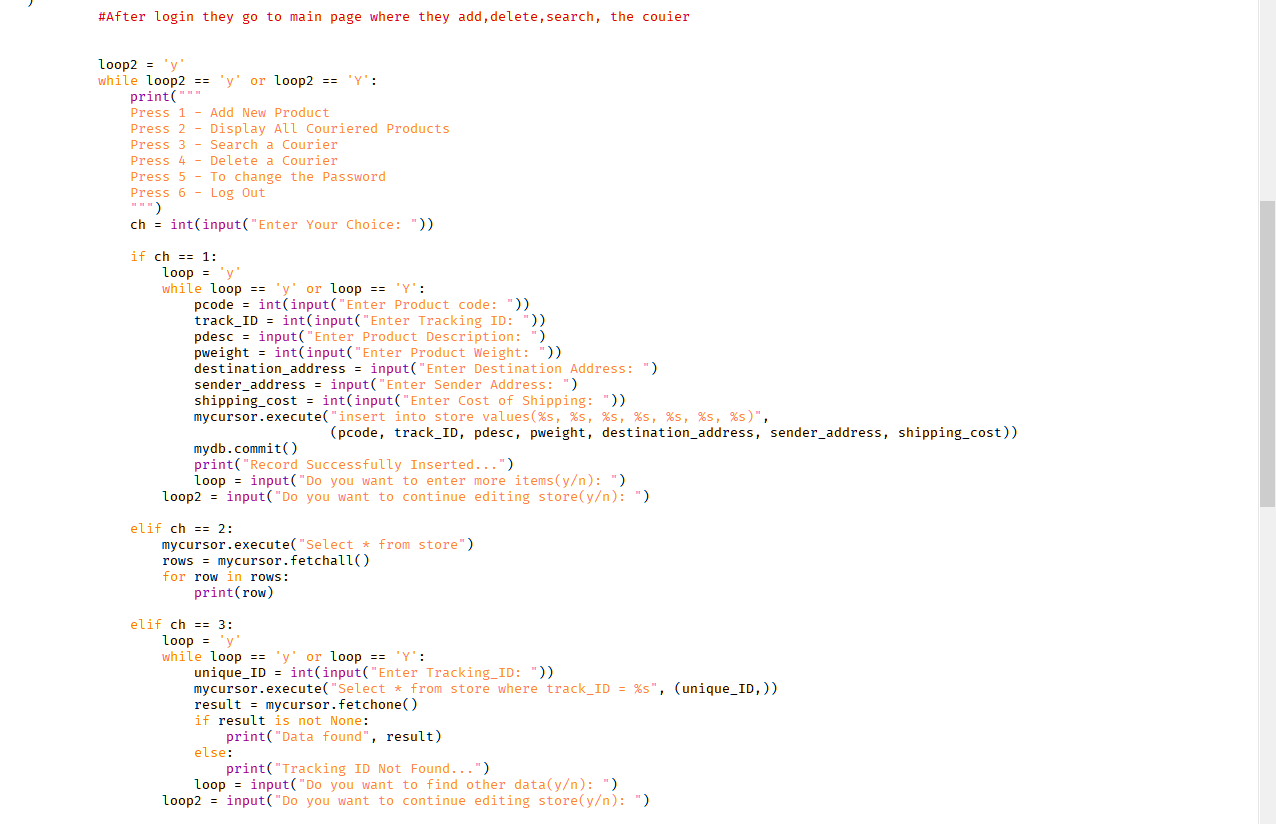 )
#After login they go to main page where they add,delete,search, the couier
loop2 = 'y'
while loop2 == 'y' or loop2 == 'Y':
    print("""
    Press 1 - Add New Product
    Press 2 - Display All Couriered Products
    Press 3 - Search a Courier
    Press 4 - Delete a Courier
    Press 5 - To change the Password
    Press 6 - Log Out
    """)
    ch = int(input("Enter Your Choice: "))
    if ch == 1:
        loop = 'y'
        while loop == 'y' or loop == 'Y':
            pcode = int(input("Enter Product code: "))
            track_ID = int(input("Enter Tracking ID: "))
            pdesc = input("Enter Product Description: ")
            pweight = int(input("Enter Product Weight: "))
            destination_address = input("Enter Destination Address: ")
            sender_address = input("Enter Sender Address: ")
            shipping_cost = int(input("Enter Cost of Shipping: "))
            mycursor.execute("insert into store values(%s, %s, %s, %s, %s, %s, %s)",
                             (pcode, track_ID, pdesc, pweight, destination_address, sender_address, shipping_cost))
            mydb.commit()
            print("Record Successfully Inserted...")
            loop = input("Do you want to enter more items(y/n): ")
        loop2 = input("Do you want to continue editing store(y/n): ")
    elif ch == 2:
        mycursor.execute("Select * from store")
        rows = mycursor.fetchall()
        for row in rows:
            print(row)
    elif ch == 3:
        loop = 'y'
        while loop == 'y' or loop == 'Y':
            unique_ID = int(input("Enter Tracking_ID: "))
            mycursor.execute("Select * from store where track_ID = %s", (unique_ID,))
            result = mycursor.fetchone()
            if result is not None:
                print("Data found", result)
            else:
                print("Tracking ID Not Found...")
            loop = input("Do you want to find other data(y/n): ")
        loop2 = input("Do you want to continue editing store(y/n): ")